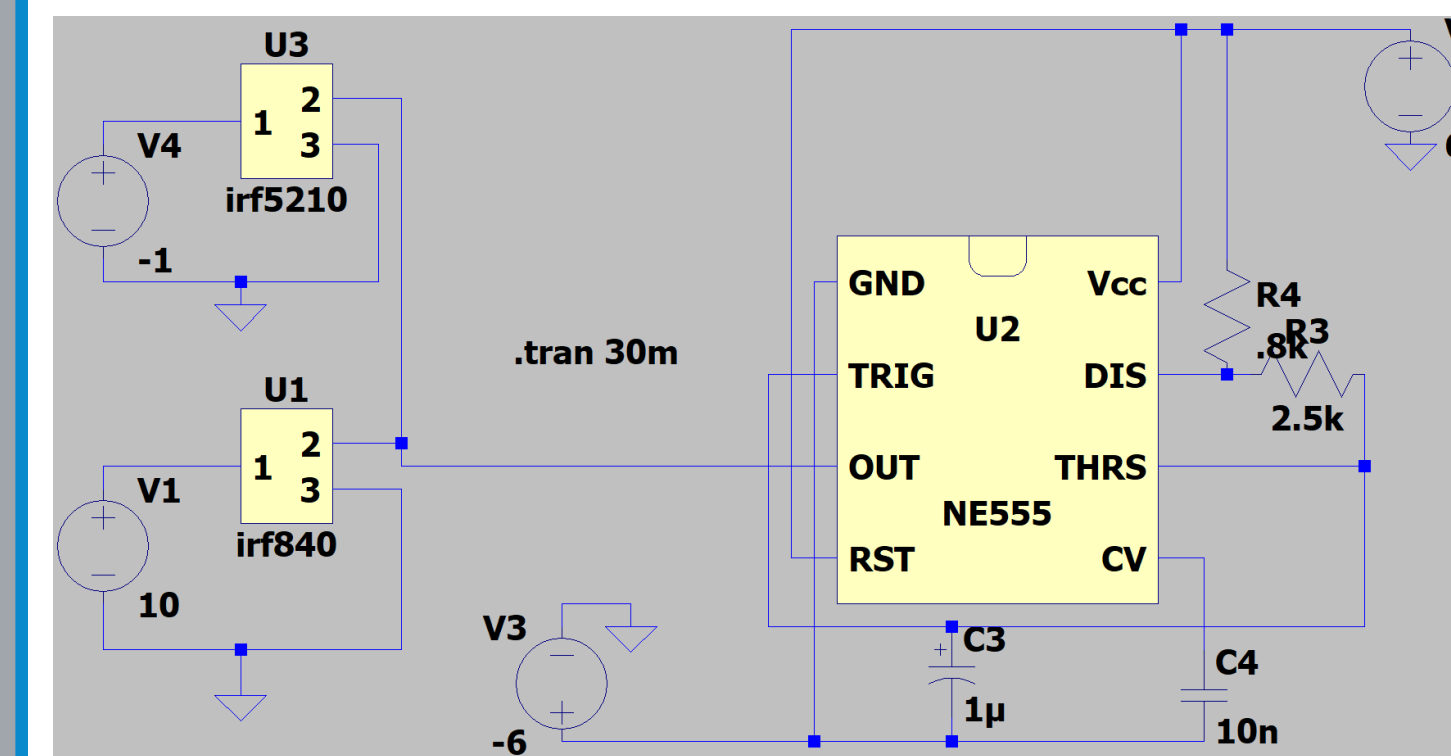 U3
1
2
3
V4
irf5210
-1
U1
1
2
3
V1
irf840
10
.tran 30m
V3
-6
GND
Vcc
U2
TRIG
DIS
OUT
THRS
NE555
RST
CV
R4
.8k
R3
2.5k
C3
1µ
C4
10n